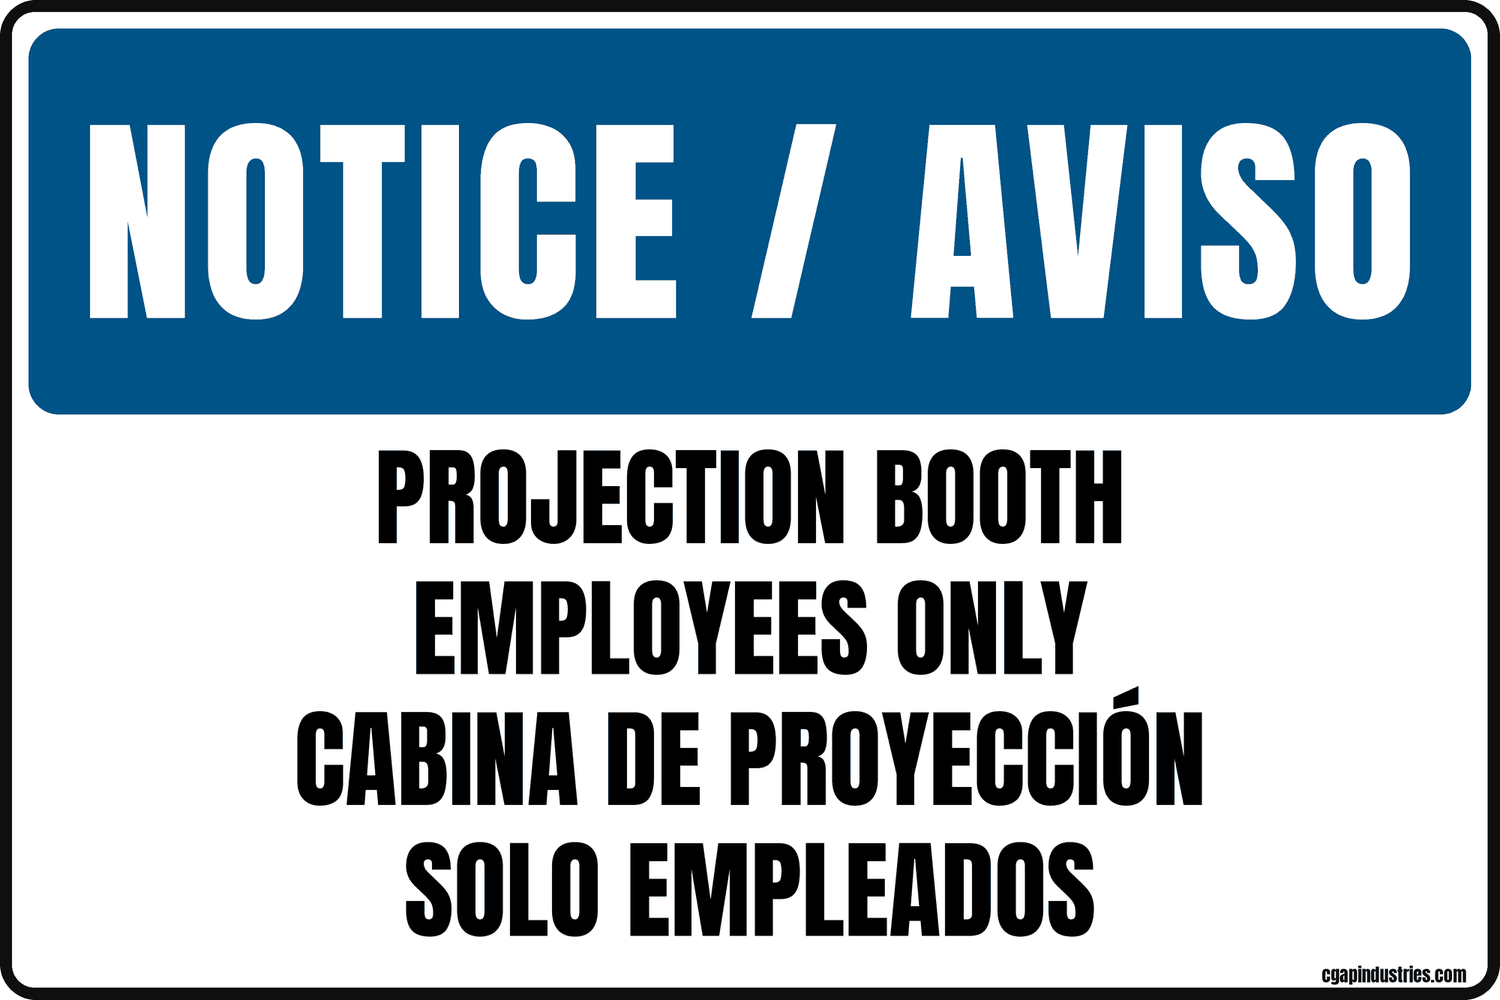 NOTICE / AVISO
PROJECTION BOOTH
EMPLOYEES ONLY
CABINA DE PROYECCIÓN
SOLO EMPLEADOS
cgapindustries.com